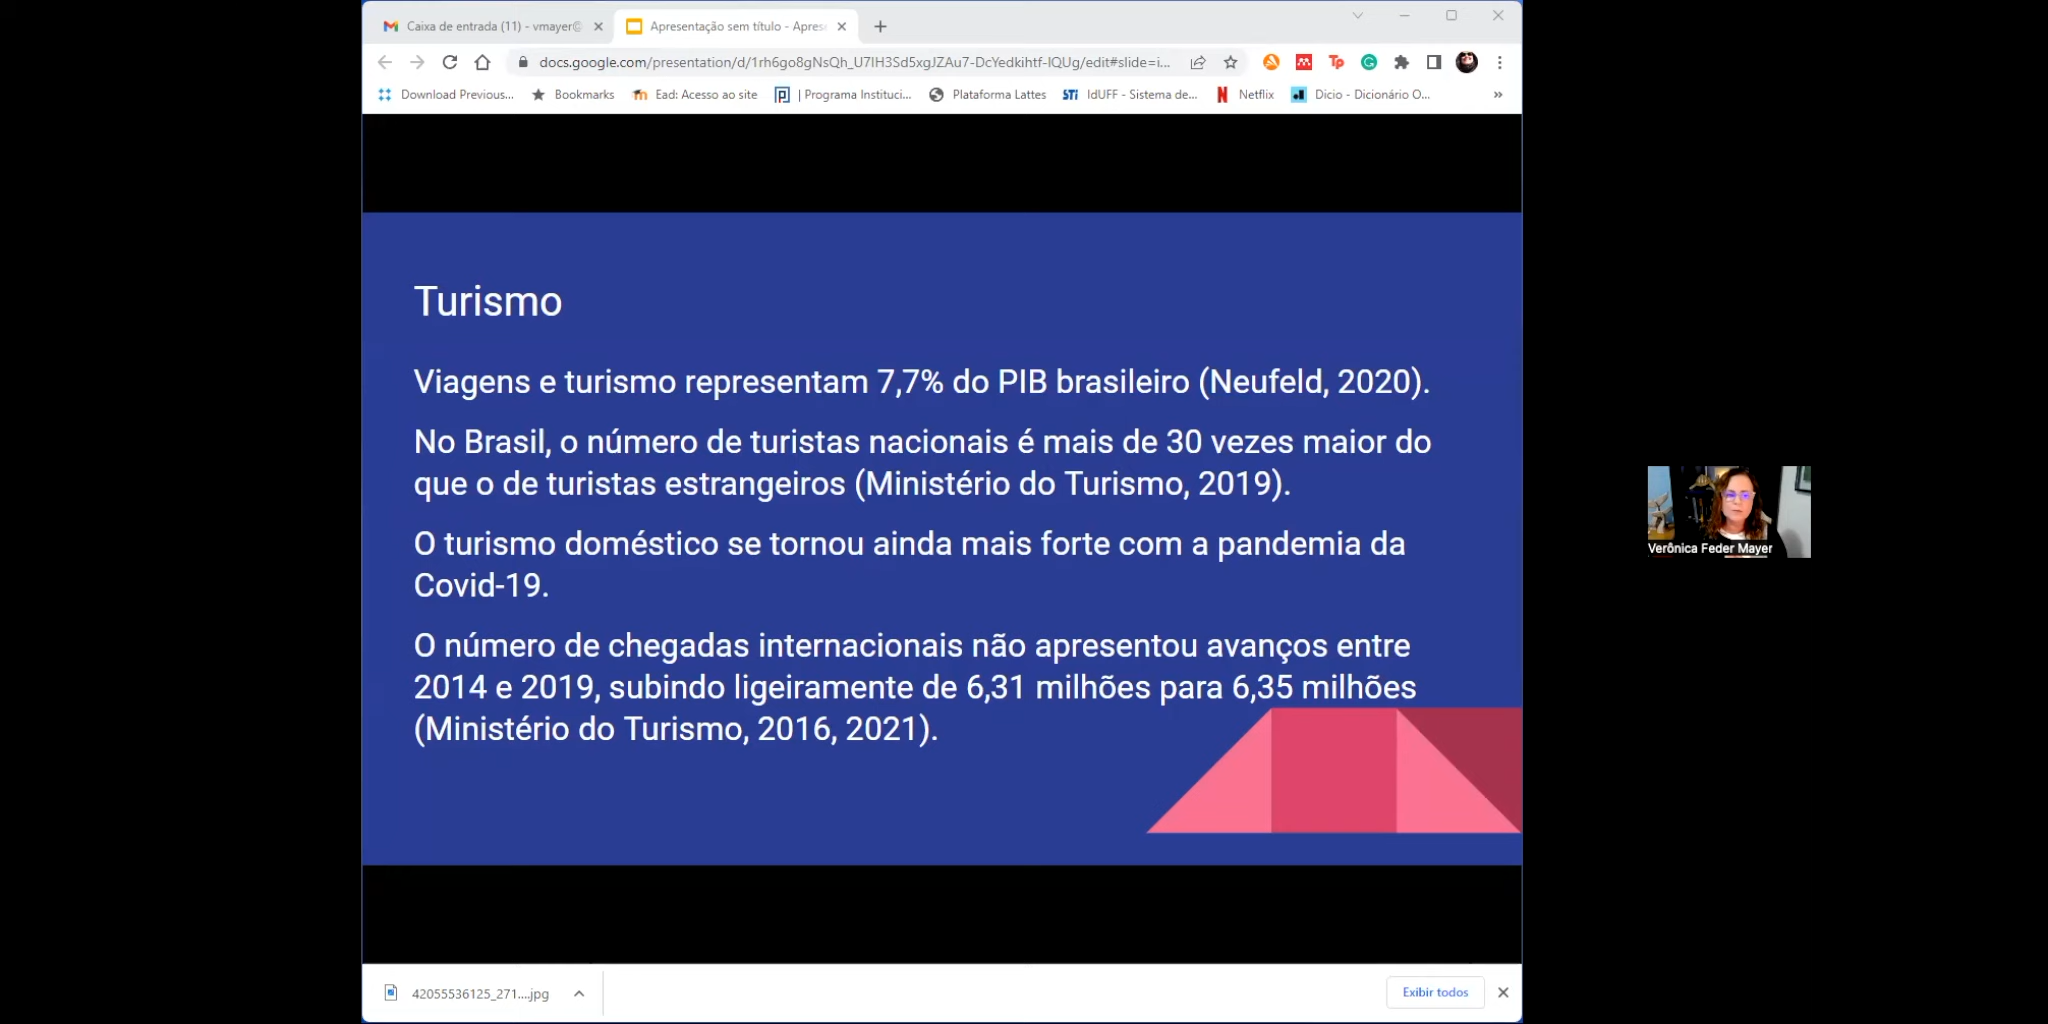 Caixa de entrada (11) - vmayer@
Apresentação sem título - Apres
docs.google.com/presentation/d/1rh6go8gNsQh_U7lH3Sd5xgJZAu7-DcYedkihtf-IQUg/edit#slide=i...
Download Previous...
Bookmarks
Ead: Acesso ao site
| Programa Instituci...
Plataforma Lattes
STi
IdUFF - Sistema de...
Netflix
Dicio - Dicionário O...
Turismo
Viagens e turismo representam 7,7% do PIB brasileiro (Neufeld, 2020).
No Brasil, o número de turistas nacionais é mais de 30 vezes maior do
que o de turistas estrangeiros (Ministério do Turismo, 2019).
O turismo doméstico se tornou ainda mais forte com a pandemia da
Covid-19.
O número de chegadas internacionais não apresentou avanços entre
2014 e 2019, subindo ligeiramente de 6,31 milhões para 6,35 milhões
(Ministério do Turismo, 2016, 2021).
Verônica Feder Mayer
42055536125_271....jpg
Exibir todos